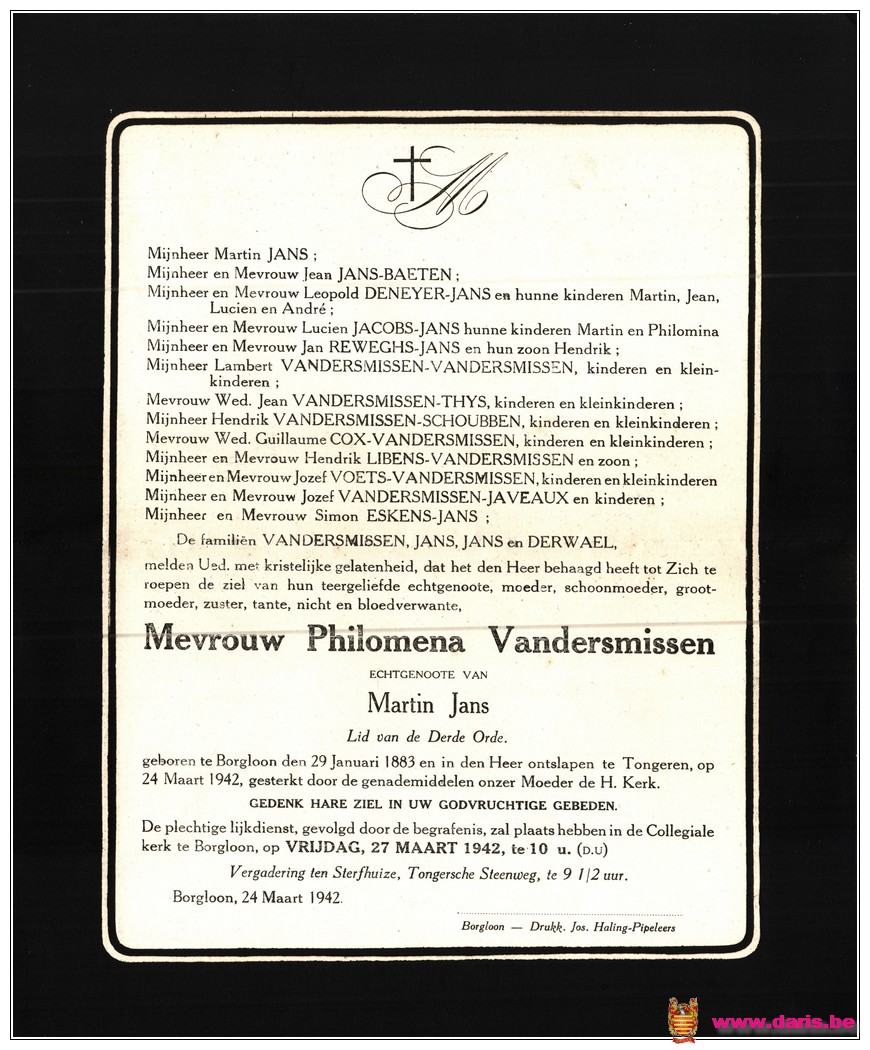 M
Mijnheer Martin JANS ;
Mijnheer en Mevrouw Jean JANS-BAETEN ;
Mijnheer en Mevrouw Leopold DENEYER-JANS en hunne kinderen Martin, Jean,
Lucien en André ;
Mijnheer en Mevrouw Lucien JACOBS-JANS hunne kinderen Martin en Philomina
Mijnheer en Mevrouw Jan REWEGHS-JANS en hun zoon Hendrik ;
Mijnheer Lambert VANDERSMISSEN-VANDERSMISSEN, kinderen en klein-
kinderen ;
Mevrouw Wed. Jean VANDERSMISSEN-THYS, kinderen en kleinkinderen ;
Mijnheer Hendrik VANDERSMISSEN-SCHOUBBEN, kinderen en kleinkinderen ;
Mevrouw Wed. Guillaume COX-VANDERSMISSEN, kinderen en kleinkinderen ;
Mijnheer en Mevrouw Hendrik LIBENS-VANDERSMISSEN en zoon ;
Mijnheer en Mevrouw Jozef VOETS-VANDERSMISSEN, kinderen en kleinkinderen
Mijnheer en Mevrouw Jozef VANDERSMISSEN-JAVEAUX en kinderen ;
Mijnheer en Mevrouw Simon ESKENS-JANS ;
De familiën VANDERSMISSEN, JANS, JANS en DERWAEL,
melden Ued. met kristelijke gelatenheid, dat het den Heer behaagd heeft tot Zich te
roepen de ziel van hun teergeliefde echtgenoote, moeder, schoonmoeder, groot-
moeder, zuster, tante, nicht en bloedverwante,
Mevrouw Philomena Vandersmissen
ECHTGENOOTE VAN
Martin Jans
Lid van de Derde Orde.
geboren te Borgloon den 29 Januari 1883 en in den Heer ontslapen te Tongeren, op
24 Maart 1942, gesterkt door de genademiddelen onzer Moeder de H. Kerk.
GEDENK HARE ZIEL IN UW GODVRUCHTIGE GEBEDEN.
De plechtige lijkdienst, gevolgd door de begrafenis, zal plaats hebben in de Collegiale
kerk te Borgloon, op VRIJDAG, 27 MAART 1942, te 10 u. (D.U)
Vergadering ten Sterfhuize, Tongersche Steenweg, te 9 1/2 uur.
Borgloon, 24 Maart 1942.
Borgloon — Drukk. Jos. Haling-Pipeleers
www.daris.be